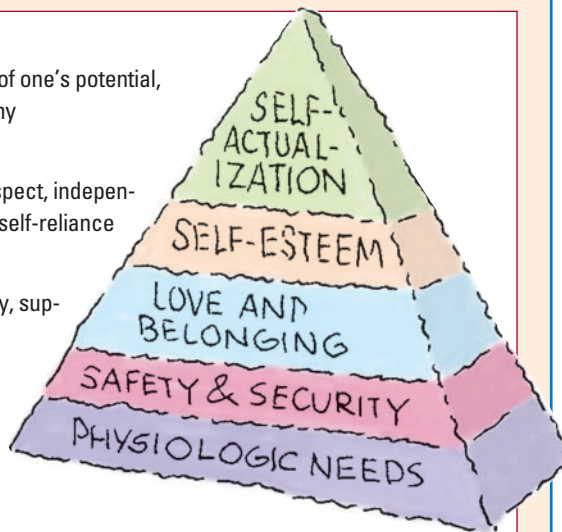 of one's potential,
ny
spect, indepen-
self-reliance
y, sup-
SELF-
ACTUAL-
IZATION
SELF-ESTEEM
LOVE AND
BELONGING
SAFETY & SECURITY
PHYSIOLOGIC NEEDS